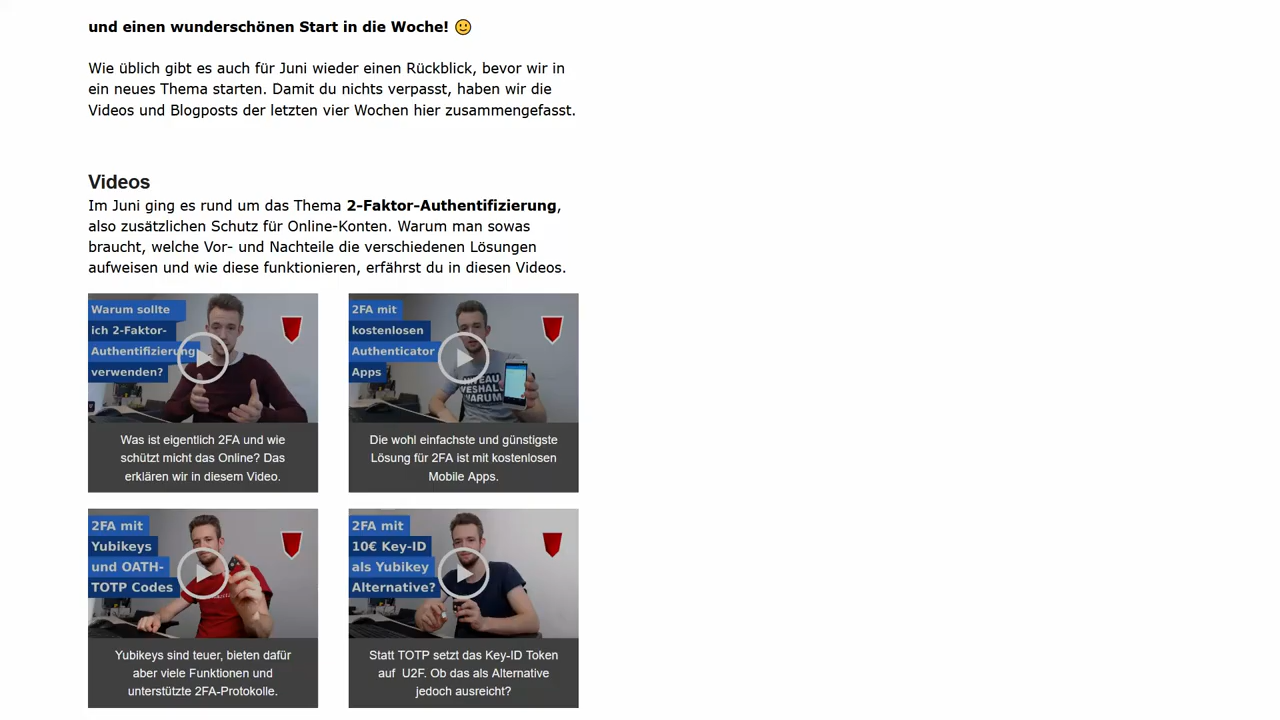 und einen wunderschönen Start in die Woche! 🙂
Wie üblich gibt es auch für Juni wieder einen Rückblick, bevor wir in
ein neues Thema starten. Damit du nichts verpasst, haben wir die
Videos und Blogposts der letzten vier Wochen hier zusammengefasst.
Videos
Im Juni ging es rund um das Thema 2-Faktor-Authentifizierung,
also zusätzlichen Schutz für Online-Konten. Warum man sowas
braucht, welche Vor- und Nachteile die verschiedenen Lösungen
aufweisen und wie diese funktionieren, erfährst du in diesen Videos.
Warum sollte
ich 2-Faktor-
Authentifizierung
verwenden?
Was ist eigentlich 2FA und wie
schützt micht das Online? Das
erklären wir in diesem Video.
2FA mit
kostenlosen
Authenticator
Apps
NIVEAU
WESHALB
WARUM
Die wohl einfachste und günstigste
Lösung für 2FA ist mit kostenlosen
Mobile Apps.
2FA mit
Yubikeys
und OATH-
TOTP Codes
Yubikeys sind teuer, bieten dafür
aber viele Funktionen und
unterstützte 2FA-Protokolle.
2FA mit
10€ Key-ID
als Yubikey
Alternative?
Statt TOTP setzt das Key-ID Token
auf  U2F. Ob das als Alternative
jedoch ausreicht?